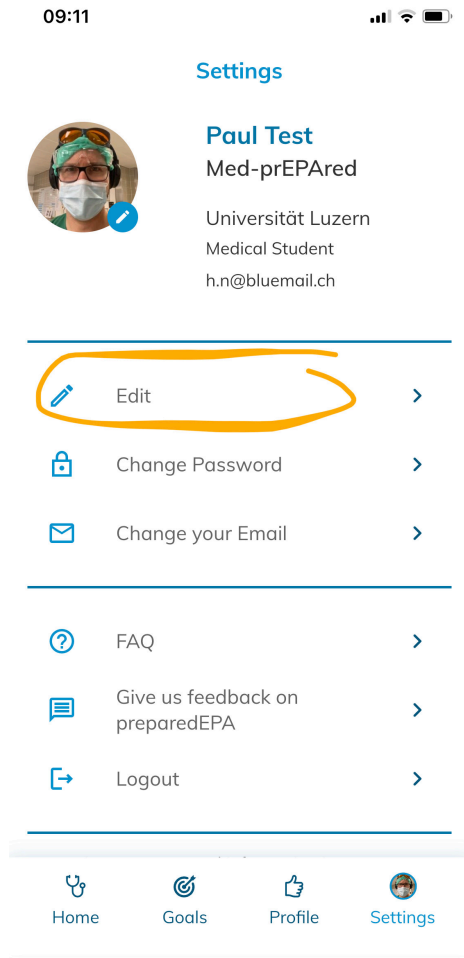 09:11
Settings
Paul Test
Med-prEPAred
Universität Luzern
Medical Student
h.n@bluemail.ch
Edit
Change Password
Change your Email
FAQ
Give us feedback on
preparedEPA
Logout
Home Goals Profile Settings